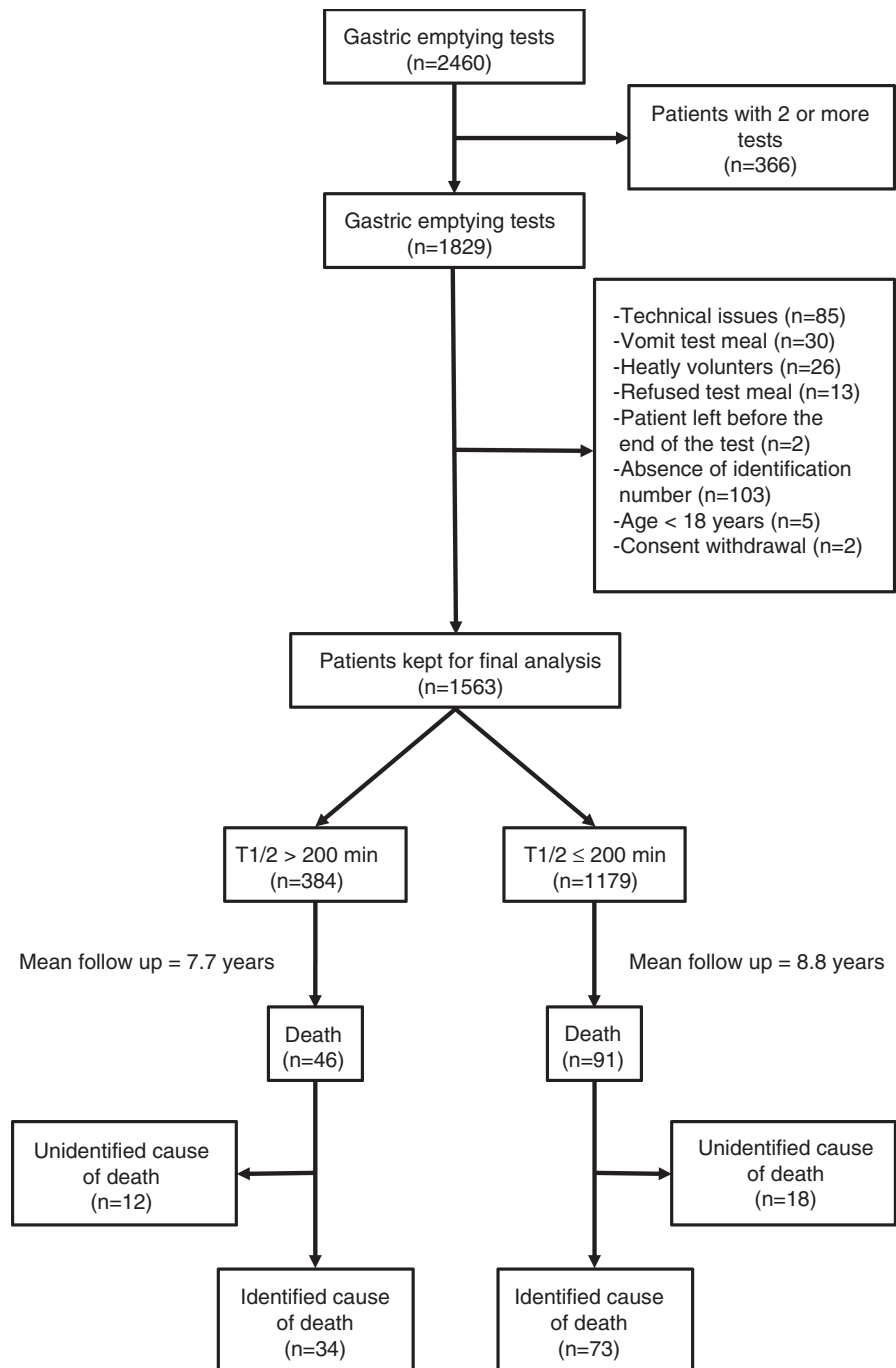 Gastric emptying tests
(n=2460)
Patients with 2 or more
tests
(n=366)
Gastric emptying tests
(n=1829)
-Technical issues (n=85)
-Vomit test meal (n=30)
-Heatly volunters (n=26)
-Refused test meal (n=13)
-Patient left before the
end of the test (n=2)
-Absence of identification
number (n=103)
-Age < 18 years (n=5)
-Consent withdrawal (n=2)
Patients kept for final analysis
(n=1563)
T1/2 > 200 min
(n=384)
T1/2 ≤ 200 min
(n=1179)
Mean follow up = 7.7 years
Mean follow up = 8.8 years
Death
(n=46)
Death
(n=91)
Unidentified cause
of death
(n=12)
Unidentified cause
of death
(n=18)
Identified cause
of death
(n=34)
Identified cause
of death
(n=73)